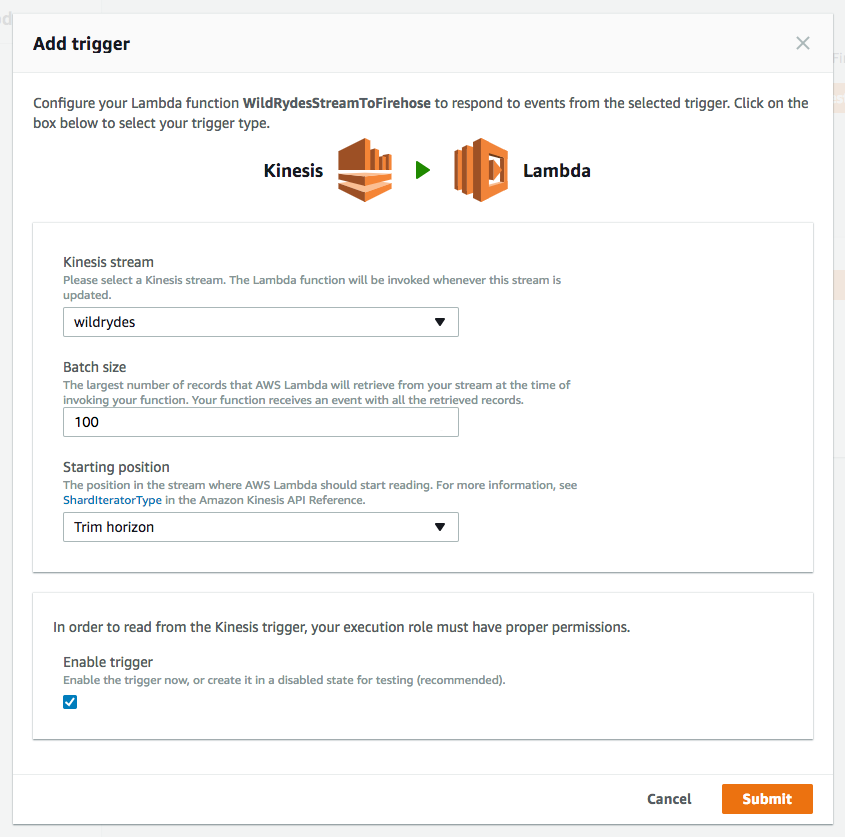 Add trigger
Configure your Lambda function WildRydesStreamToFirehose to respond to events from the selected trigger. Click on the
box below to select your trigger type.
Kinesis
Lambda
Kinesis stream
Please select a Kinesis stream. The Lambda function will be invoked whenever this stream is
updated.
wildrydes
Batch size
The largest number of records that AWS Lambda will retrieve from your stream at the time of
invoking your function. Your function receives an event with all the retrieved records.
100
Starting position
The position in the stream where AWS Lambda should start reading. For more information, see
ShardIteratorType in the Amazon Kinesis API Reference.
Trim horizon
In order to read from the Kinesis trigger, your execution role must have proper permissions.
Enable trigger
Enable the trigger now, or create it in a disabled state for testing (recommended).
Cancel
Submit